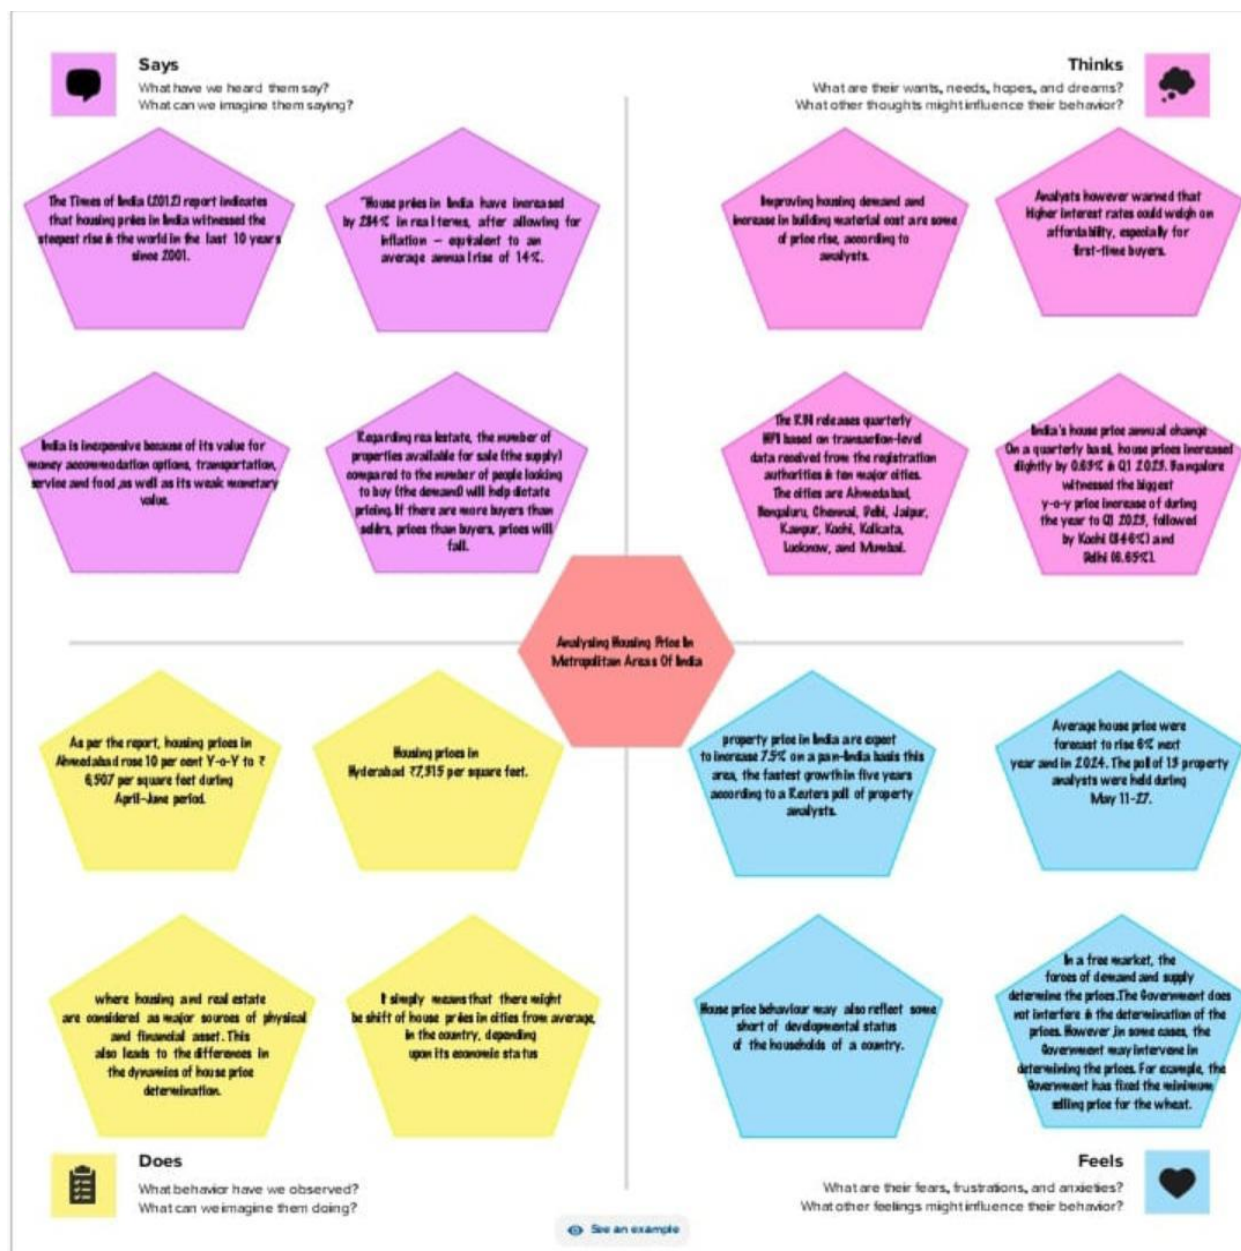 Says
What have we heard them say?
What can we imagine them saying?
The Times of India (2012) report indicates
that housing prices in India witnessed the
steepest rise in the world in the last 10 years
since 2001.
"House prices in India have increased
by 284% in real terms, after allowing for
inflation – equivalent to an
average annual rise of 14%.
India is inexpensive because of its value for
money accommodation options, transportation,
service and food ,as well as its weak monetary
value.
Regarding real estate, the number of
properties available for sale (the supply)
compared to the number of people looking
to buy (the demand) will help dictate
pricing. If there are more buyers than
sellers, prices than buyers, prices will
fall.
Thinks
What are their wants, needs, hopes, and dreams?
What other thoughts might influence their behavior?
Improving housing demand and
increase in building material cost are some
of price rise, according to
analysts.
Analysts however warned that
higher interest rates could weigh on
affordability, especially for
first-time buyers.
The RBI releases quarterly
HPI based on transaction-level
data received from the registration
authorities in ten major cities.
The cities are Ahmedabad,
Bengaluru, Chennai, Delhi, Jaipur,
Kanpur, Kochi, Kolkata,
Lucknow, and Mumbai.
India's house price annual change
On a quarterly basis, house prices increased
slightly by 0.69% in Q1 2023. Bangalore
witnessed the biggest
y-o-y price increase of during
the year to Q1 2023, followed
by Kochi and
Delhi (6.65%).
Analysing Housing Price In
Metropolitan Areas Of India
As per the report, housing prices in
Ahmedabad rose 10 per cent Y-o-Y to ₹
6,507 per square feet during
April-June period.
Housing prices in
Hyderabad ₹7,315 per square feet.
where housing and real estate
are considered as major sources of physical
and financial asset. This
also leads to the differences in
the dynamics of house price
determination.
It simply means that there might
be shift of house prices in cities from average,
in the country, depending
upon its economic status
Does
What behavior have we observed?
What can we imagine them doing?
property price in India are expect
to increase 7.5% on a pan-India basis this
area, the fastest growth in five years
according to a Reuters poll of property
analysts.
Average house price were
forecast to rise 6% next
year and in 2024. The poll of 13 property
analysts were held during
May 11-27.
House price behaviour may also reflect some
short of developmental status
of the households of a country.
In a free market, the
forces of demand and supply
determine the prices.The Government does
not interfere in the determination of the
prices. However ,in some cases, the
Government may intervene in
determining the prices. For example, the
Government has fixed the minimum
selling price for the wheat.
Feels
What are their fears, frustrations, and anxieties?
What other feelings might influence their behavior?
See an example